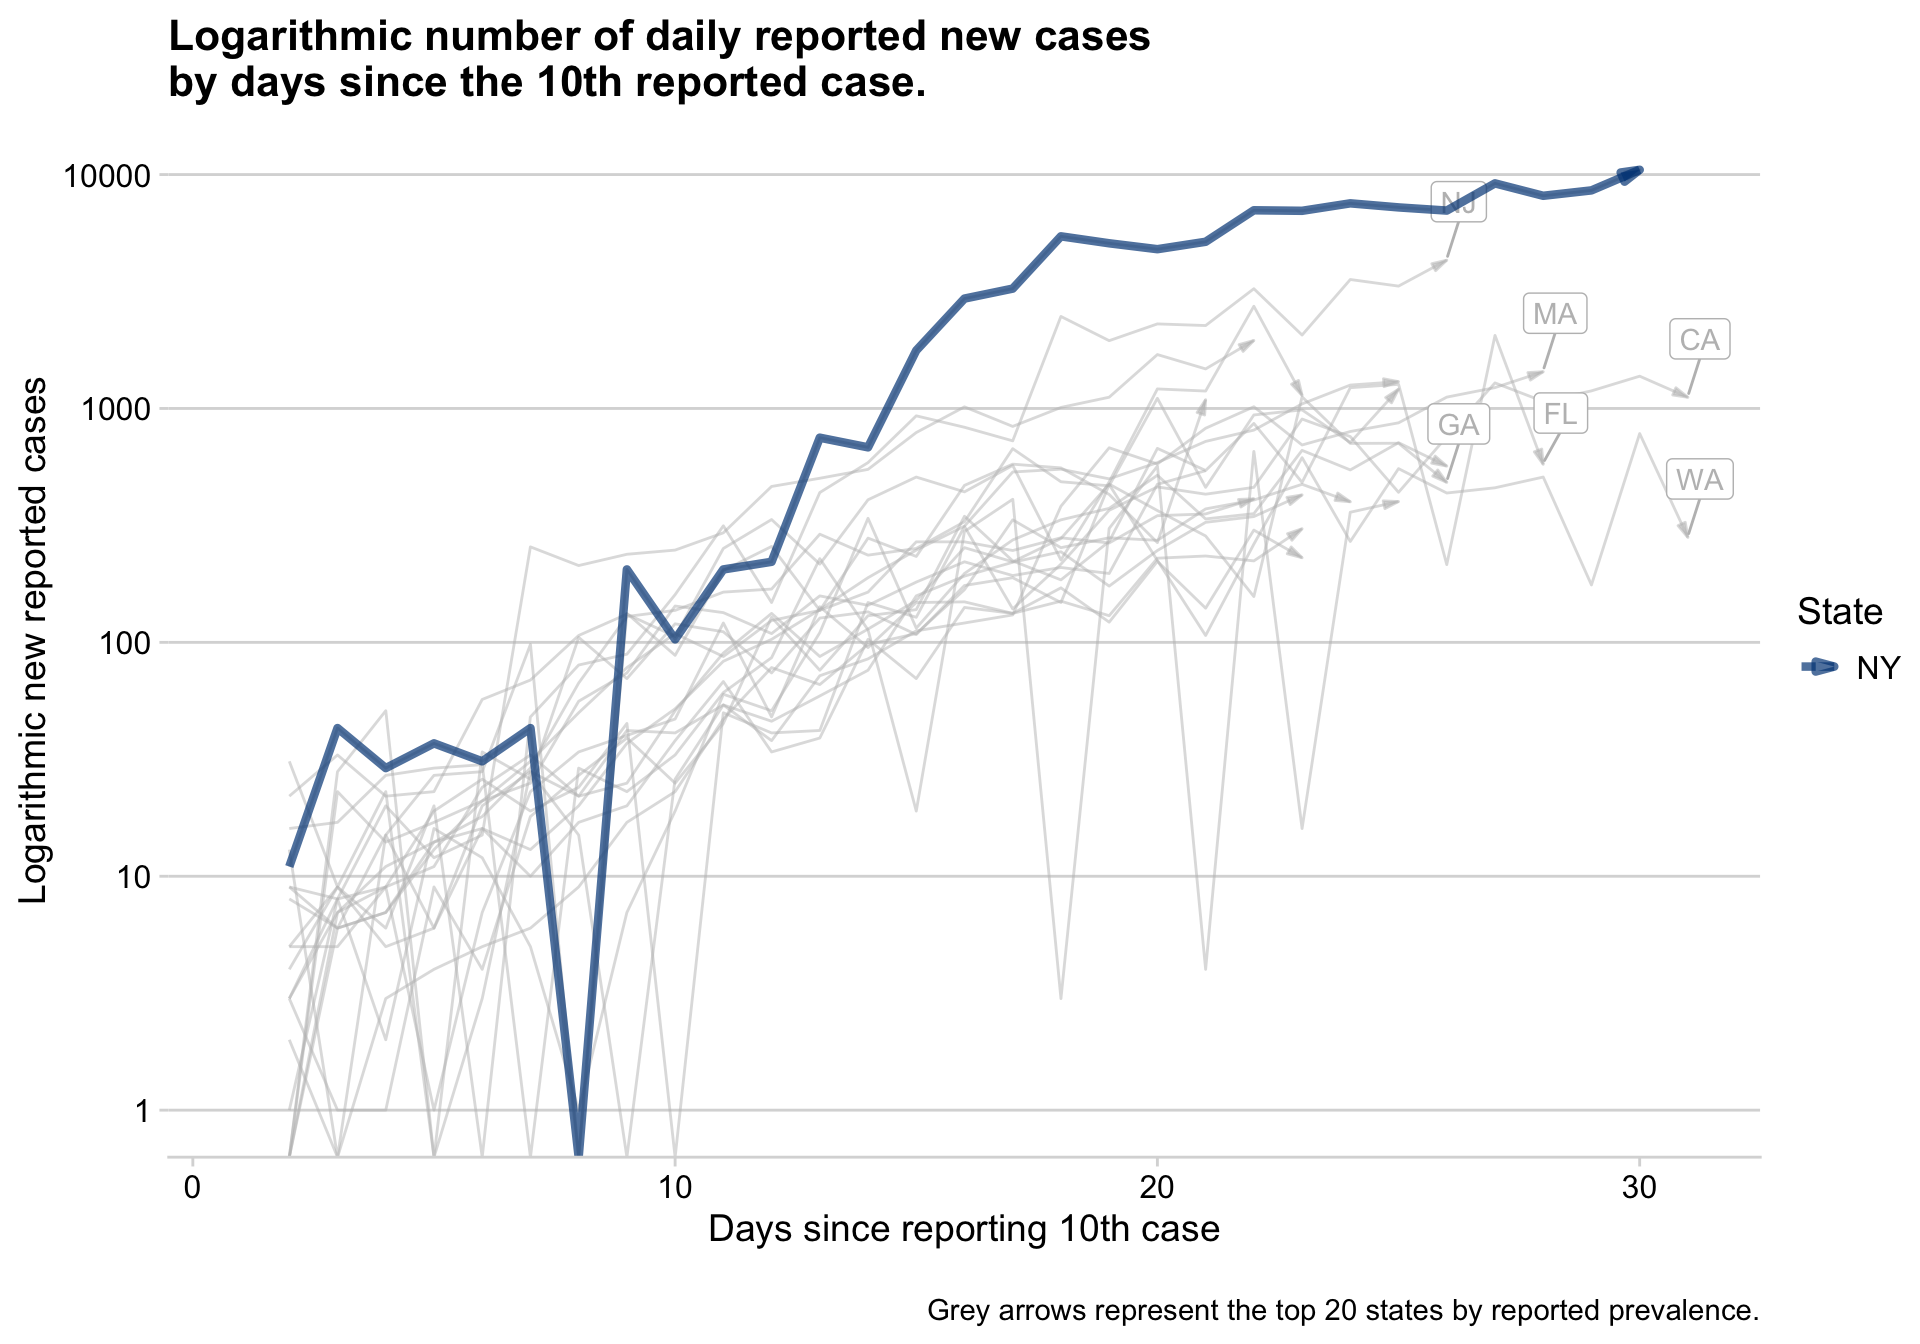 Logarithmic number of daily reported new cases
by days since the 10th reported case.
10000
1000
100
10
1
Logarithmic new reported cases
NJ
MA
CA
GA
FL
WA
State
NY
0
10
20
30
Days since reporting 10th case
Grey arrows represent the top 20 states by reported prevalence.